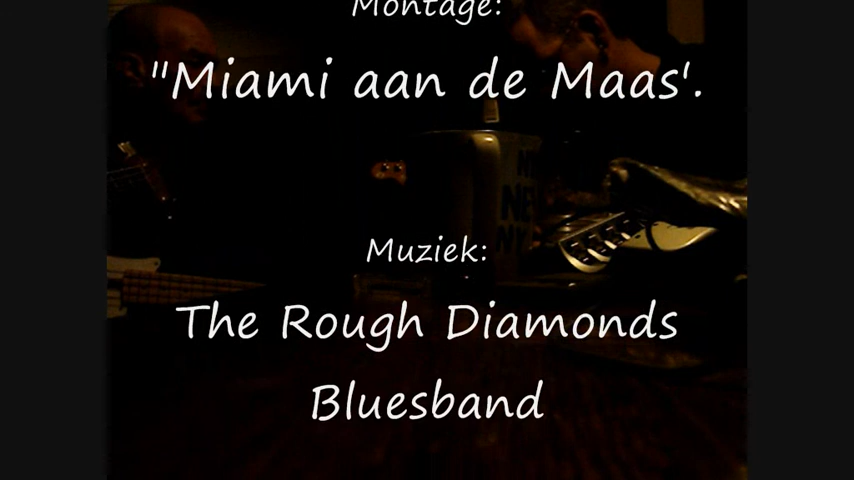 Montage:
"Miami aan de Maas'.
Muziek:
The Rough Diamonds
Bluesband